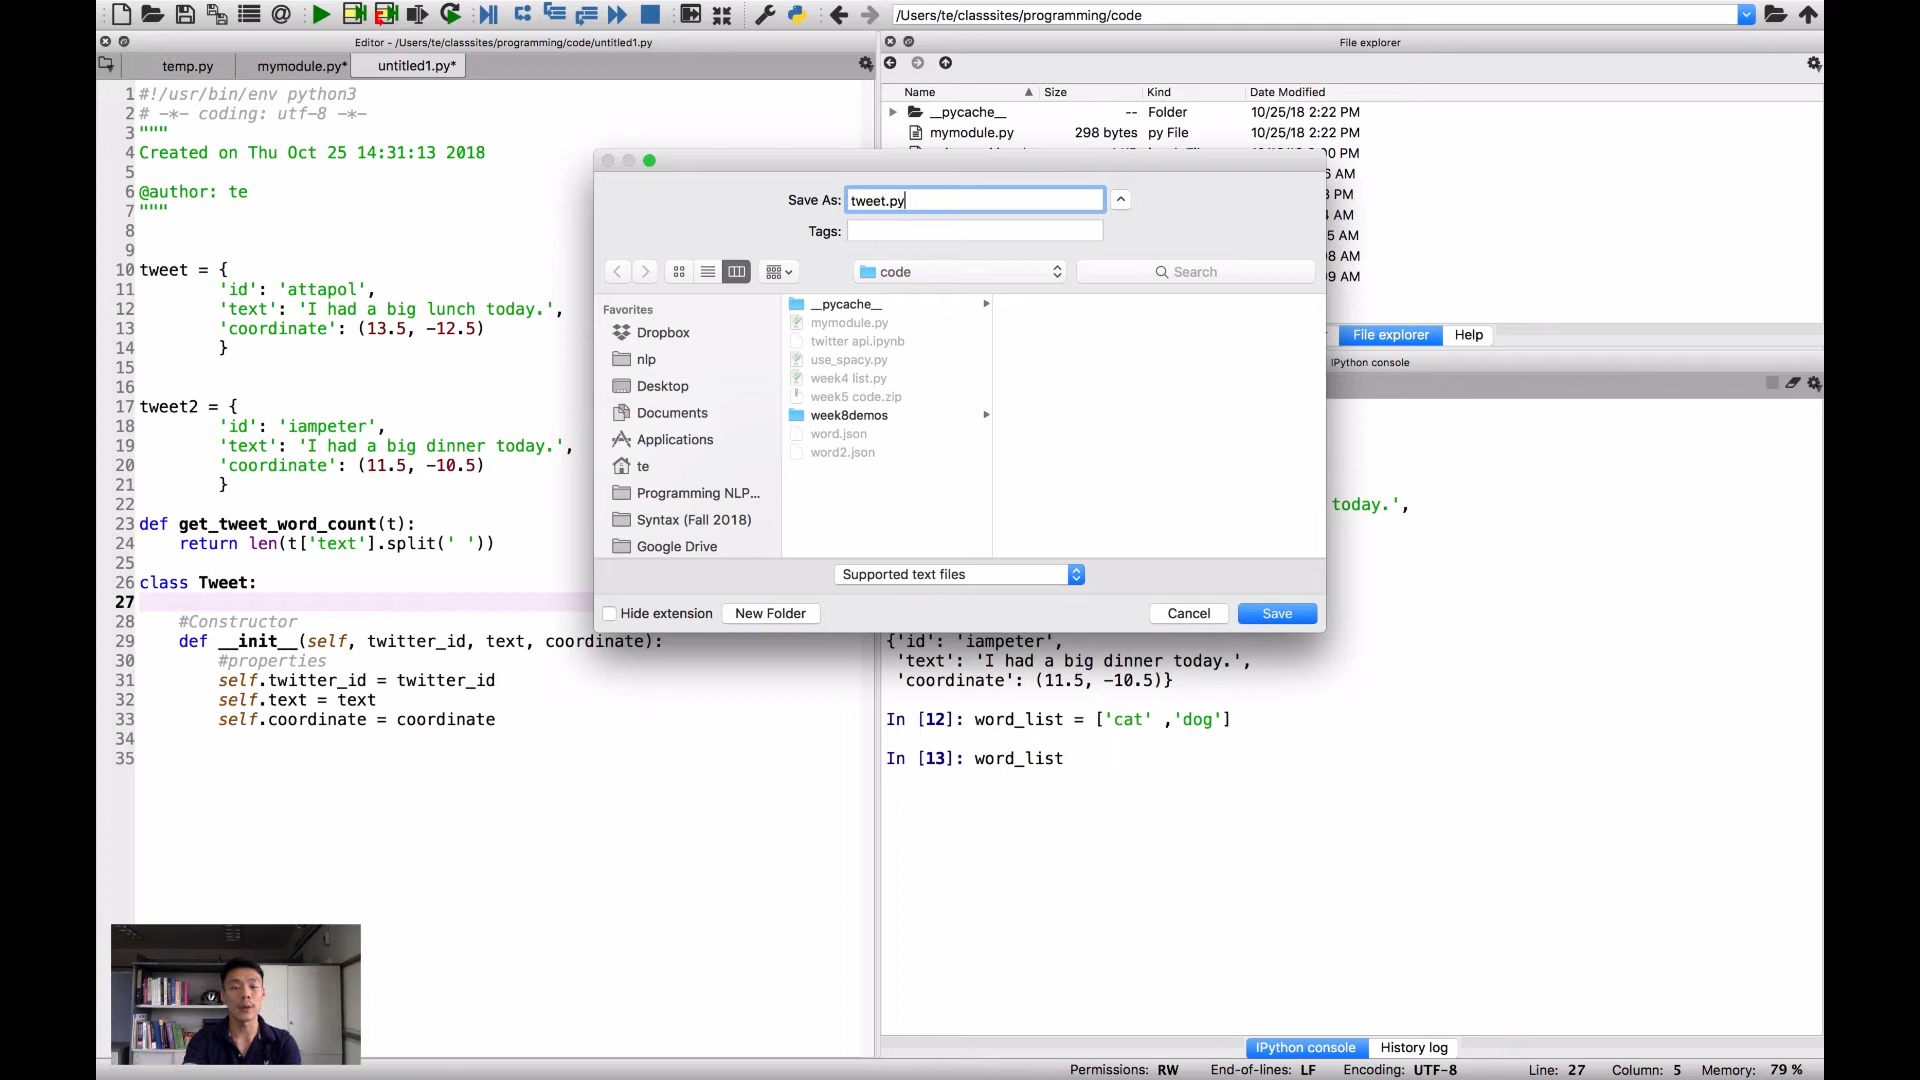 /Users/te/classsites/programming/code
Editor - /Users/te/classsites/programming/code/untitled1.py
File explorer
temp.py
mymodule.py*
untitled1.py*
1 #!/usr/bin/env python3
2 # -*- coding: utf-8 -*-
3 """
4 Created on Thu Oct 25 14:31:13 2018
5
6 @author: te
7 """
8
9
10 tweet = {
11 'id': 'attapol',
12 'text': 'I had a big lunch today.',
13 'coordinate': (13.5, -12.5)
14 }
15
16
17 tweet2 = {
18 'id': 'iampeter',
19 'text': 'I had a big dinner today.',
20 'coordinate': (11.5, -10.5)
21 }
22
23 def get_tweet_word_count(t):
24 return len(t['text'].split(' '))
25
26 class Tweet:
27
28 #Constructor
29 def __init__(self, twitter_id, text, coordinate):
30 #properties
31 self.twitter_id = twitter_id
32 self.text = text
33 self.coordinate = coordinate
34
35
Name Size Kind Date Modified
__pycache__ -- Folder 10/25/18 2:22 PM
mymodule.py 298 bytes py File 10/25/18 2:22 PM
Save As: tweet.py
Tags:
code
Search
Favorites
Dropbox
nlp
Desktop
Documents
Applications
te
Programming NLP...
Syntax (Fall 2018)
Google Drive
__pycache__
mymodule.py
twitter api.ipynb
use_spacy.py
week4 list.py
week5 code.zip
week8demos
word.json
word2.json
Supported text files
Hide extension
New Folder
Cancel
Save
PM
AM
PM
AM
AM
AM
File explorer
Help
IPython console
today.',
{'id': 'iampeter',
'text': 'I had a big dinner today.',
'coordinate': (11.5, -10.5)}
In [12]: word_list = ['cat' ,'dog']
In [13]: word_list
IPython console
History log
Permissions: RW End-of-lines: LF Encoding: UTF-8 Line: 27 Column: 5 Memory: 79 %